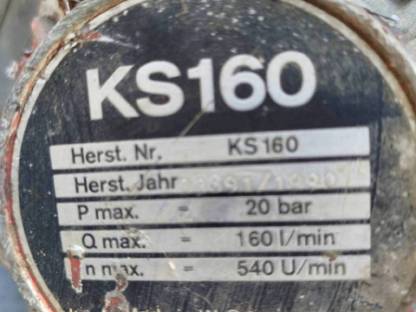 KS160
Herst. Nr. KS160
Herst. Jahr
P max. = 20 bar
Q max. = 160 l/min
n max. = 540 U/min